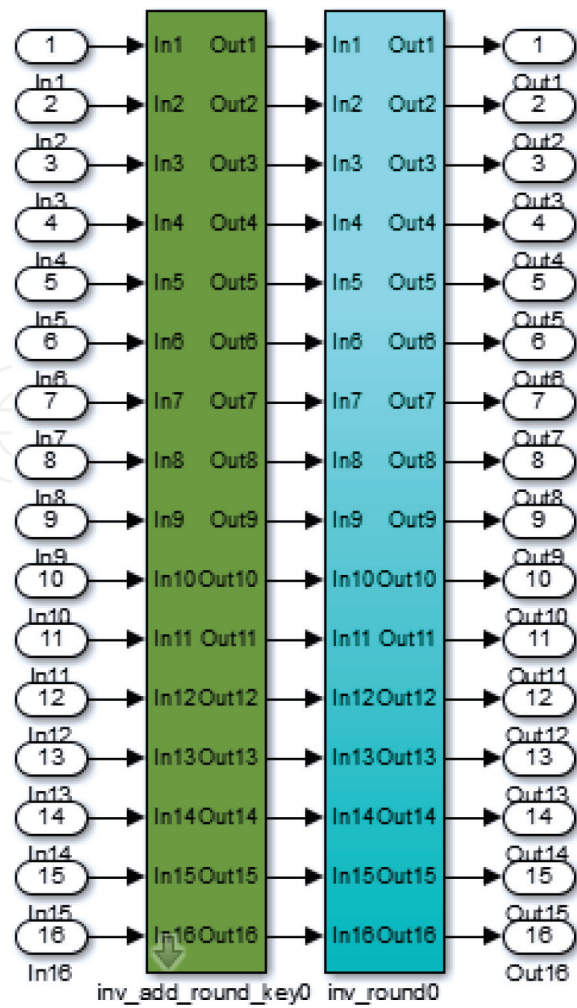 1 In1 Out1 In1 Out1 1
In1 Out1
2 In2 Out2 In2 Out2 2
In2 Out2
3 In3 Out3 In3 Out3 3
In3 Out3
4 In4 Out4 In4 Out4 4
In4 Out4
5 In5 Out5 In5 Out5 5
In5 Out5
6 In6 Out6 In6 Out6 6
In6 Out6
7 In7 Out7 In7 Out7 7
In7 Out7
8 In8 Out8 In8 Out8 8
In8 Out8
9 In9 Out9 In9 Out9 9
In9 Out9
10 In10 Out10 In10 Out10 10
In10 Out10
11 In11 Out11 In11 Out11 11
In11 Out11
12 In12 Out12 In12 Out12 12
In12 Out12
13 In13 Out13 In13 Out13 13
In13 Out13
14 In14 Out14 In14 Out14 14
In14 Out14
15 In15 Out15 In15 Out15 15
In15 Out15
16 In16 Out16 In16 Out16 16
In16 Out16
inv_add_round_key0 inv_round0